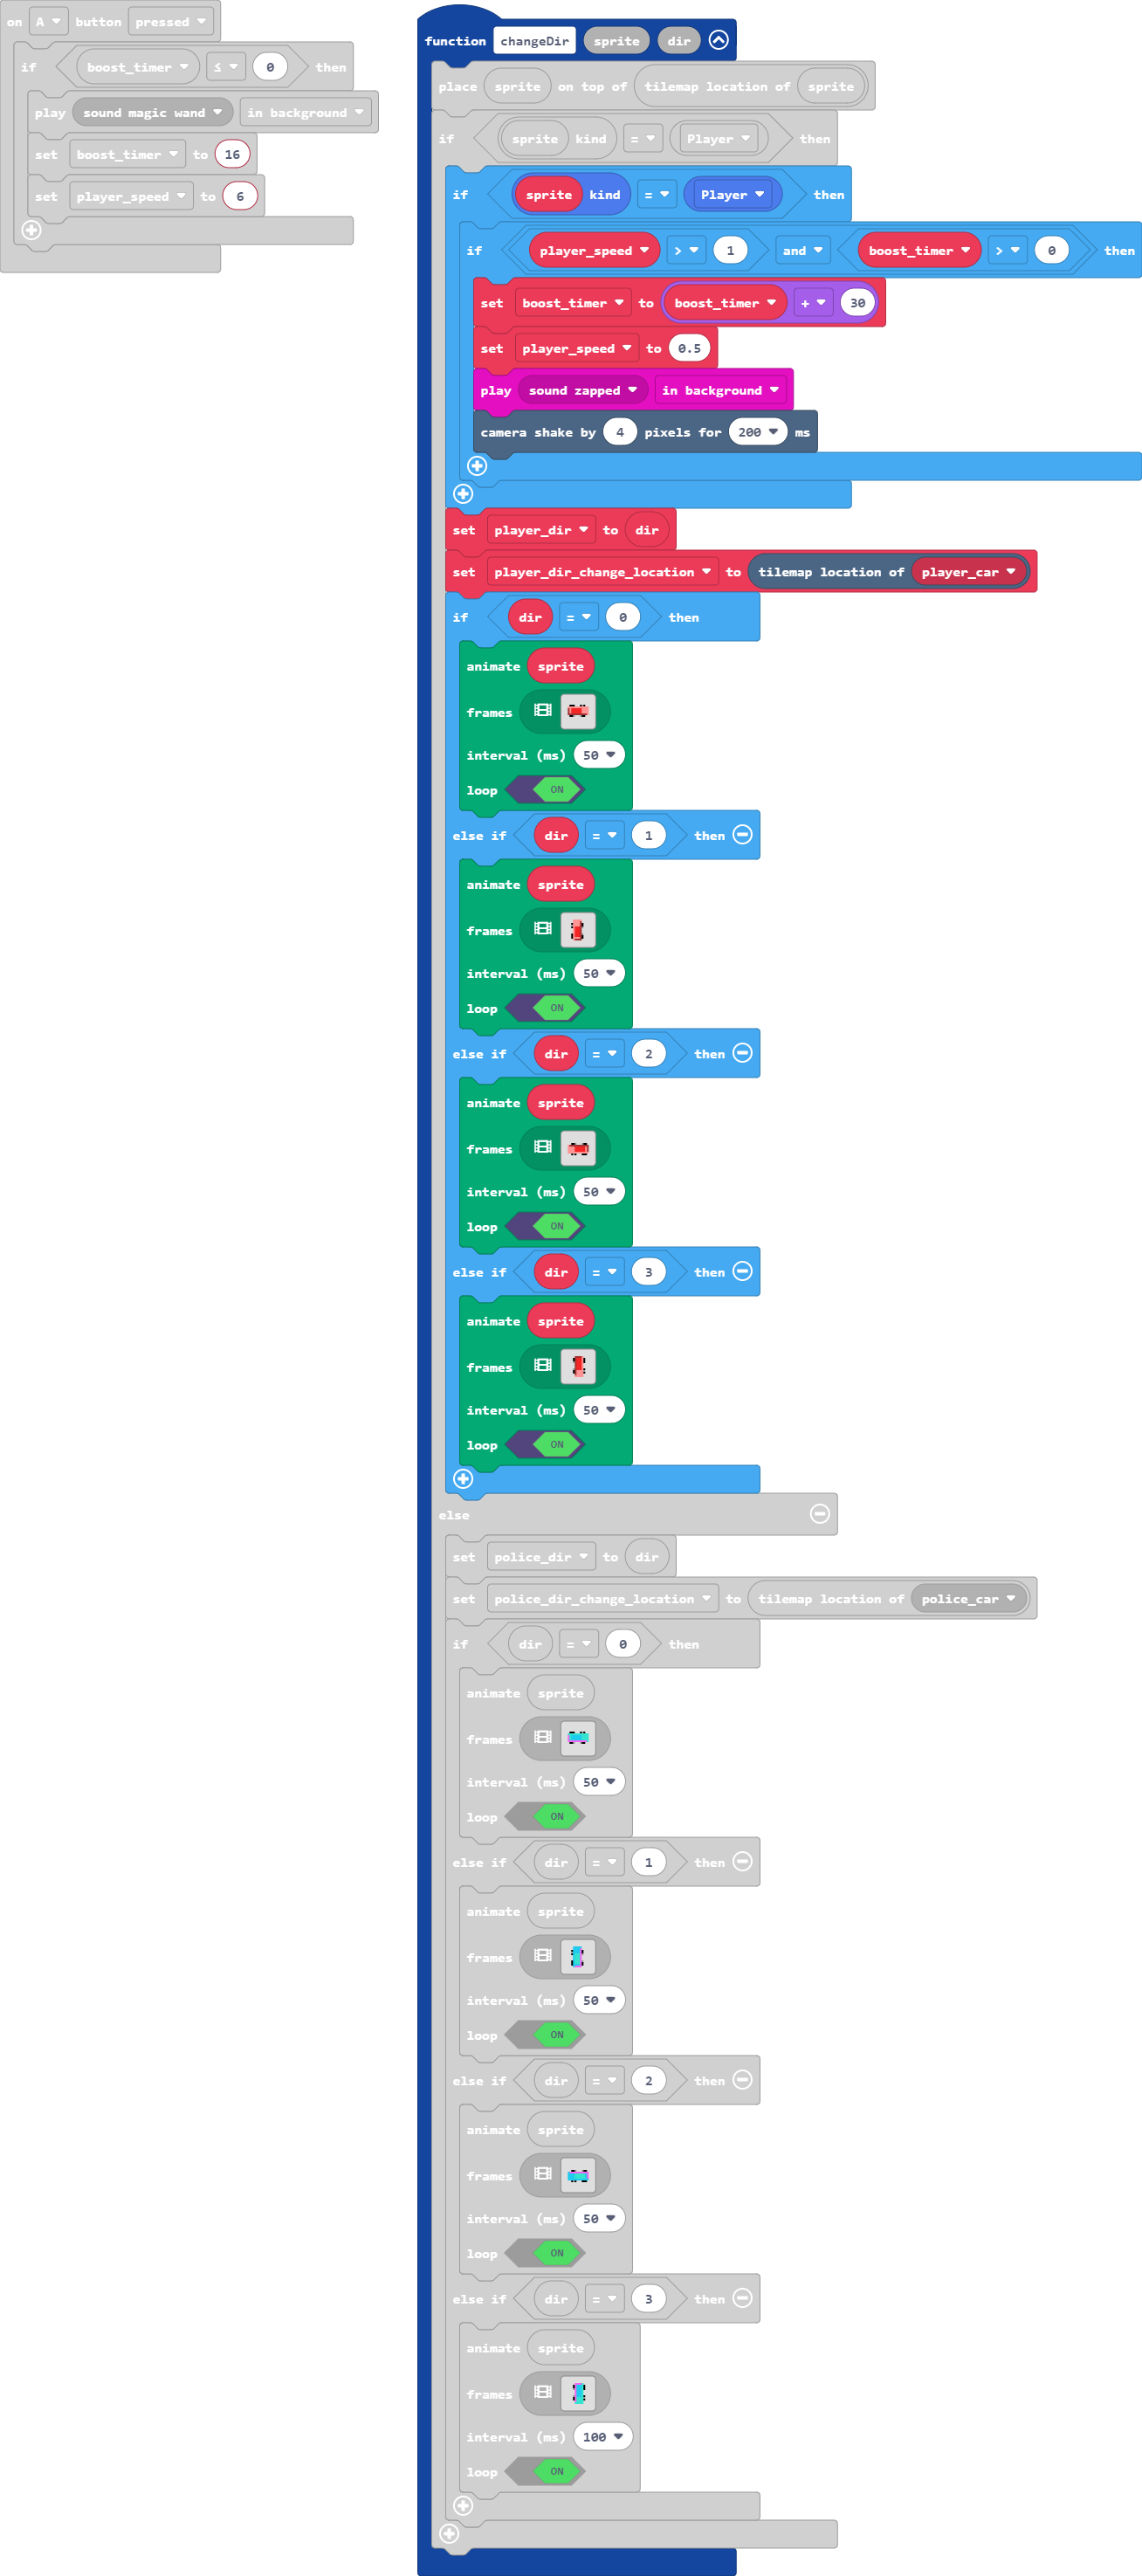 on A button pressed
if boost_timer ≤ 0 then
play sound magic wand in background
set boost_timer to 16
set player_speed to 6
function changeDir sprite dir
place sprite on top of tilemap location of sprite
if sprite kind = Player then
if sprite kind = Player then
if player_speed > 1 and boost_timer > 0 then
set boost_timer to boost_timer + 30
set player_speed to 0.5
play sound zapped in background
camera shake by 4 pixels for 200 ms
set player_dir to dir
set player_dir_change_location to tilemap location of player_car
if dir = 0 then
animate sprite
frames
interval (ms) 50
loop ON
else if dir = 1 then
animate sprite
frames
interval (ms) 50
loop ON
else if dir = 2 then
animate sprite
frames
interval (ms) 50
loop ON
else if dir = 3 then
animate sprite
frames
interval (ms) 50
loop ON
else
set police_dir to dir
set police_dir_change_location to tilemap location of police_car
if dir = 0 then
animate sprite
frames
interval (ms) 50
loop ON
else if dir = 1 then
animate sprite
frames
interval (ms) 50
loop ON
else if dir = 2 then
animate sprite
frames
interval (ms) 50
loop ON
else if dir = 3 then
animate sprite
frames
interval (ms) 100
loop ON